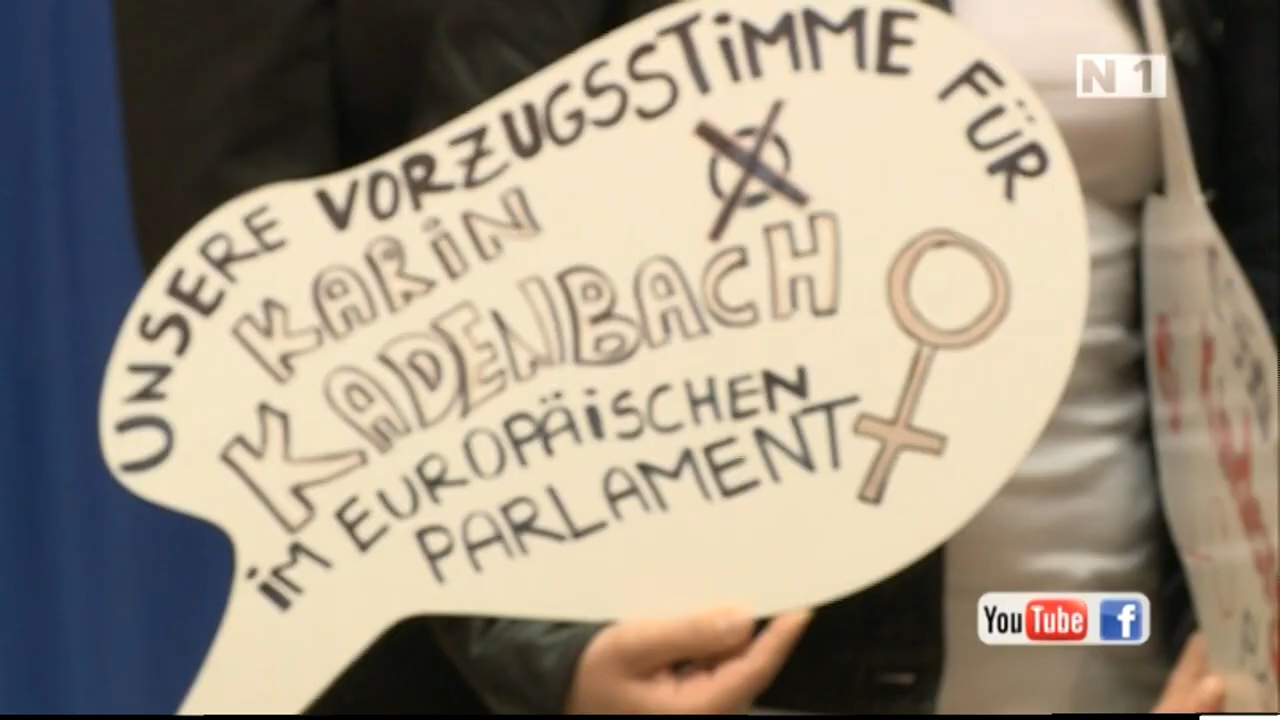 UNSERE VORZUGSSTIMME FÜR
KARIN
KADENBACH
IM EUROPÄISCHEN
PARLAMENT
N1
YouTube f